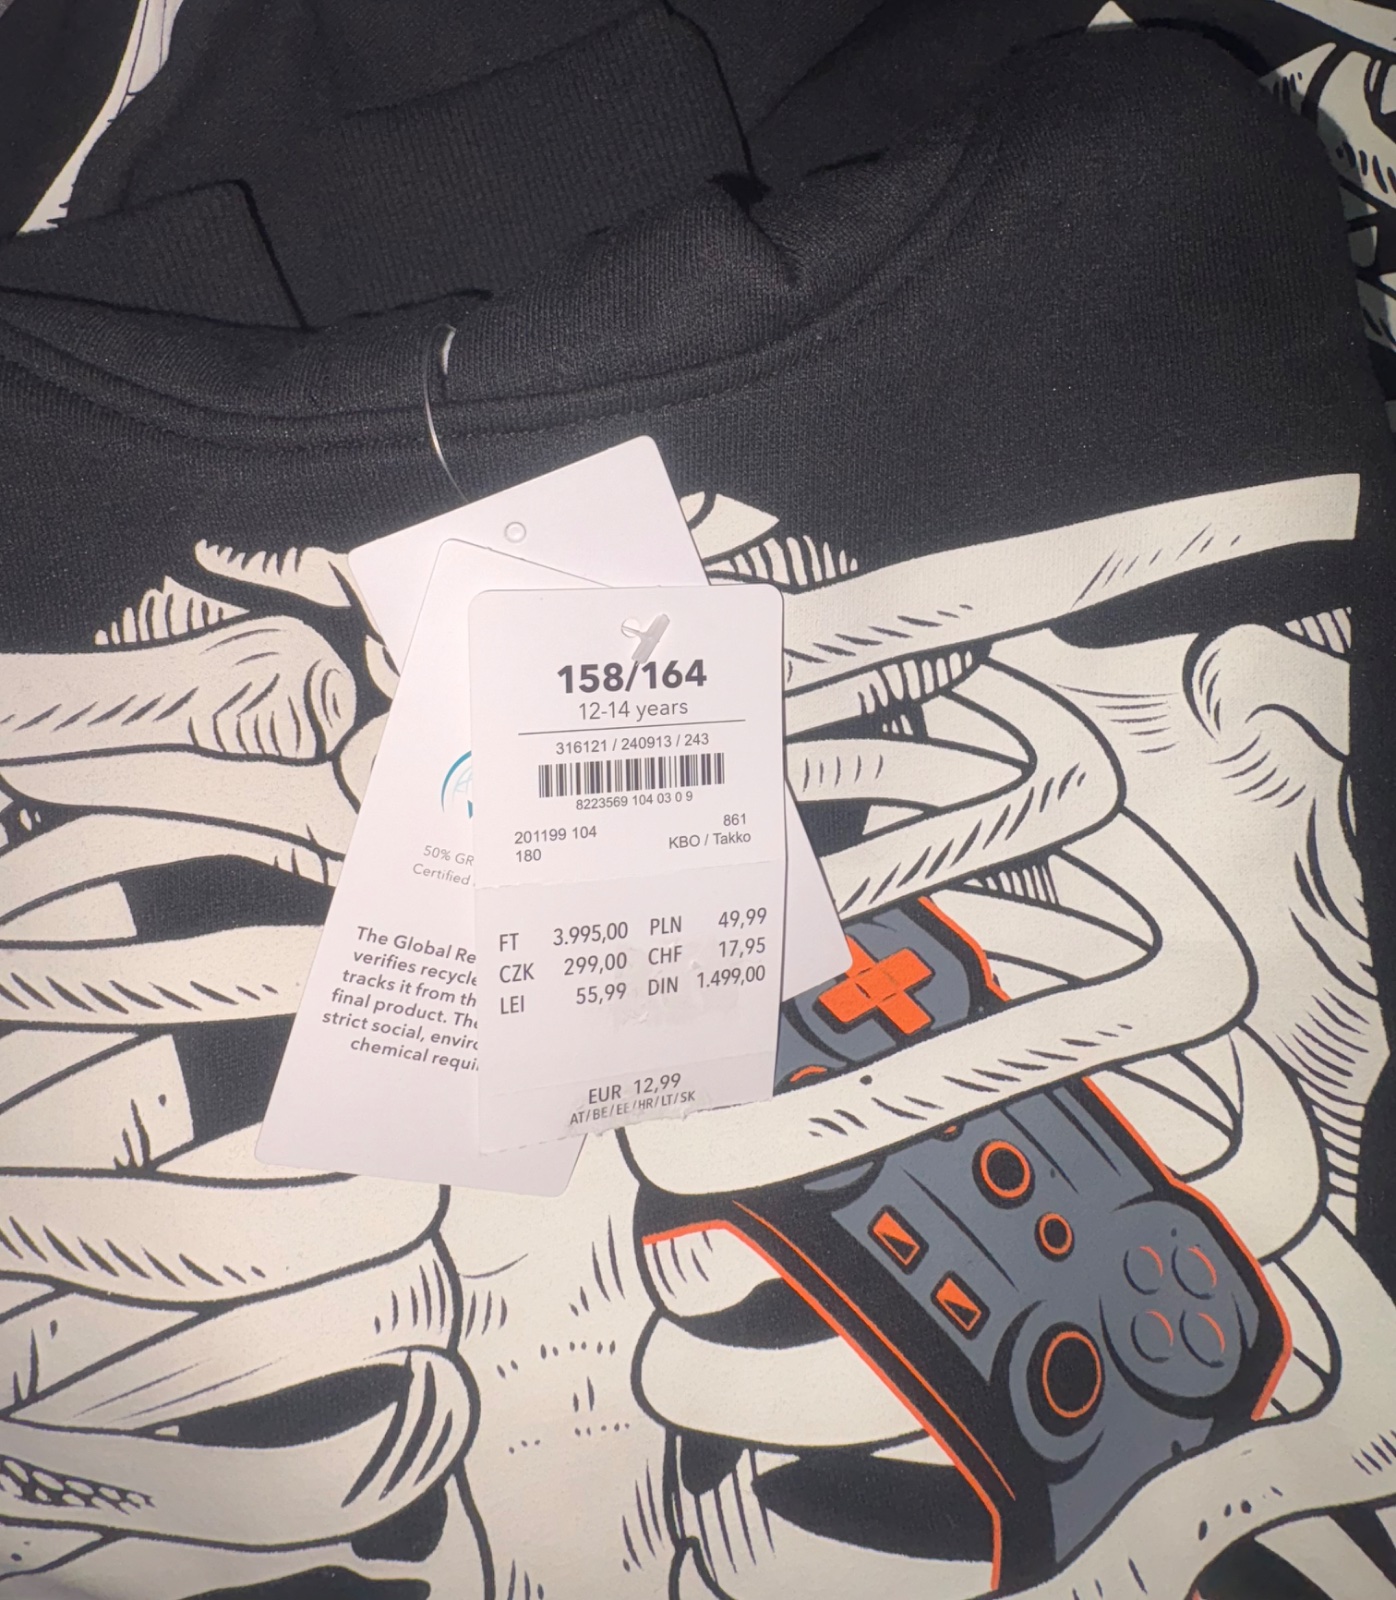 158/164
12-14 years
316121 / 240913 / 243
8223569 104 03 0 9
201199 104
180
861
KBO / Takko
FT 3.995,00 PLN 49,99
CZK 299,00 CHF 17,95
LEI 55,99 DIN 1.499,00
EUR 12,99
AT/BE/EE/HR/LT/SK
50% GR
Certified
The Global Re
verifies recycle
tracks it from th
final product. The
strict social, enviro
chemical requi